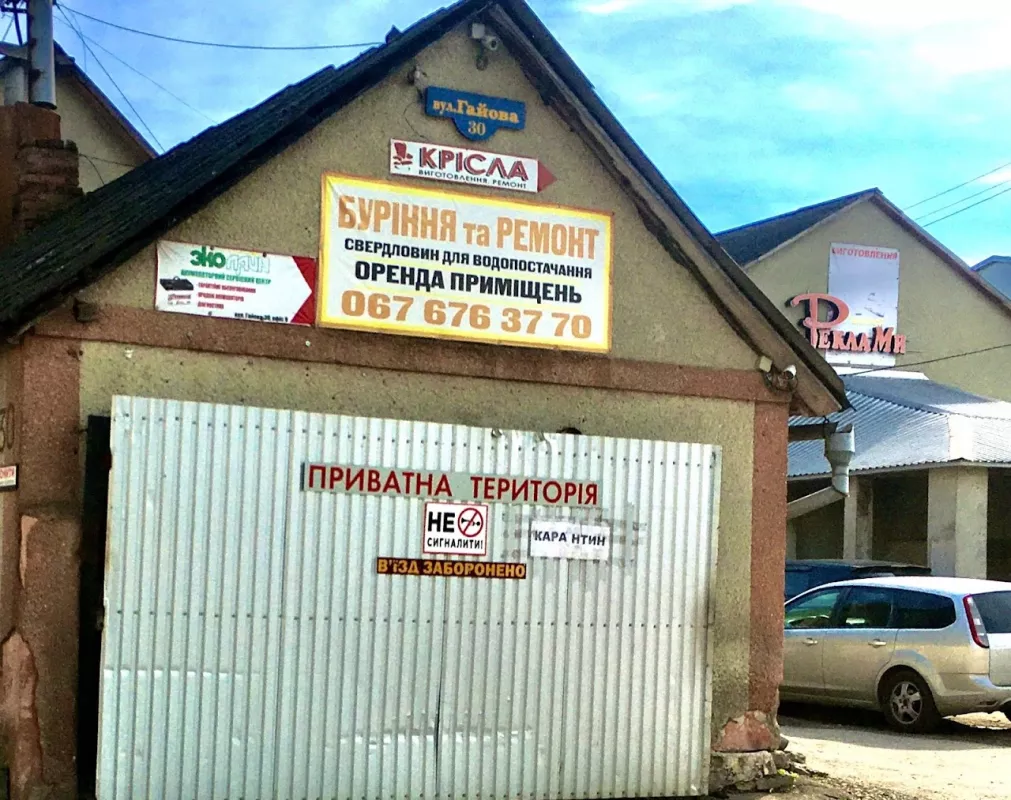 вул.Гайова
30
КРІСЛА
ВИГОТОВЛЕННЯ, РЕМОНТ
БУРІННЯ та РЕМОНТ
СВЕРДЛОВИН ДЛЯ ВОДОПОСТАЧАННЯ
ОРЕНДА ПРИМІЩЕНЬ
067 676 37 70
эко
ПРИВАТНА ТЕРИТОРІЯ
НЕ
СИГНАЛИТИ!
КАРА НТИН
В'ЇЗД ЗАБОРОНЕНО
ВИГОТОВЛЕННЯ
РЕКЛАМИ